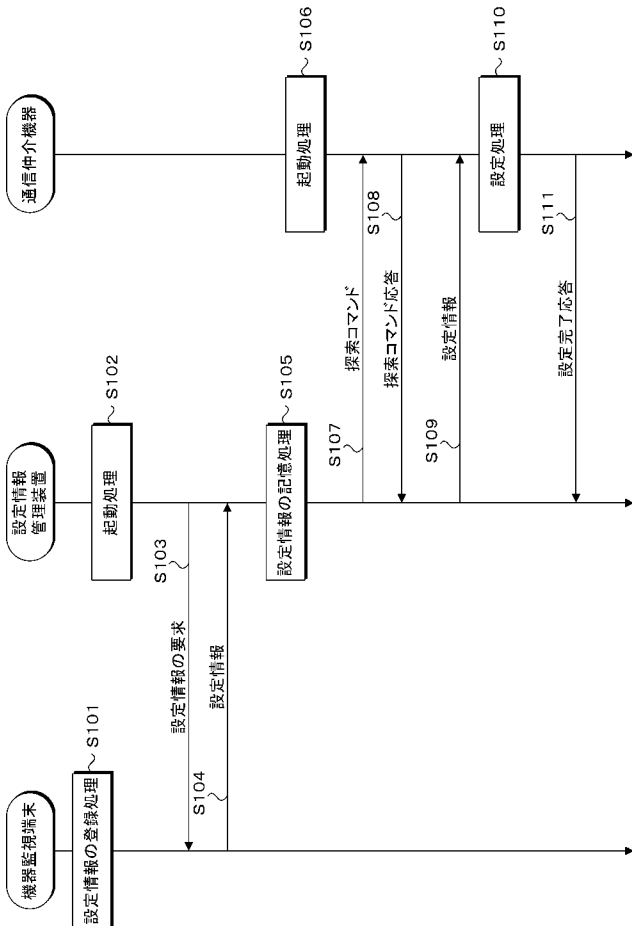 機器監視端末
設定情報
管理装置
通信仲介機器
設定情報の登録処理
S101
起動処理
S102
設定情報の要求
S103
設定情報
S104
設定情報の記憶処理
S105
起動処理
S106
探索コマンド
S107
探索コマンド応答
S108
設定情報
S109
設定処理
S110
設定完了応答
S111